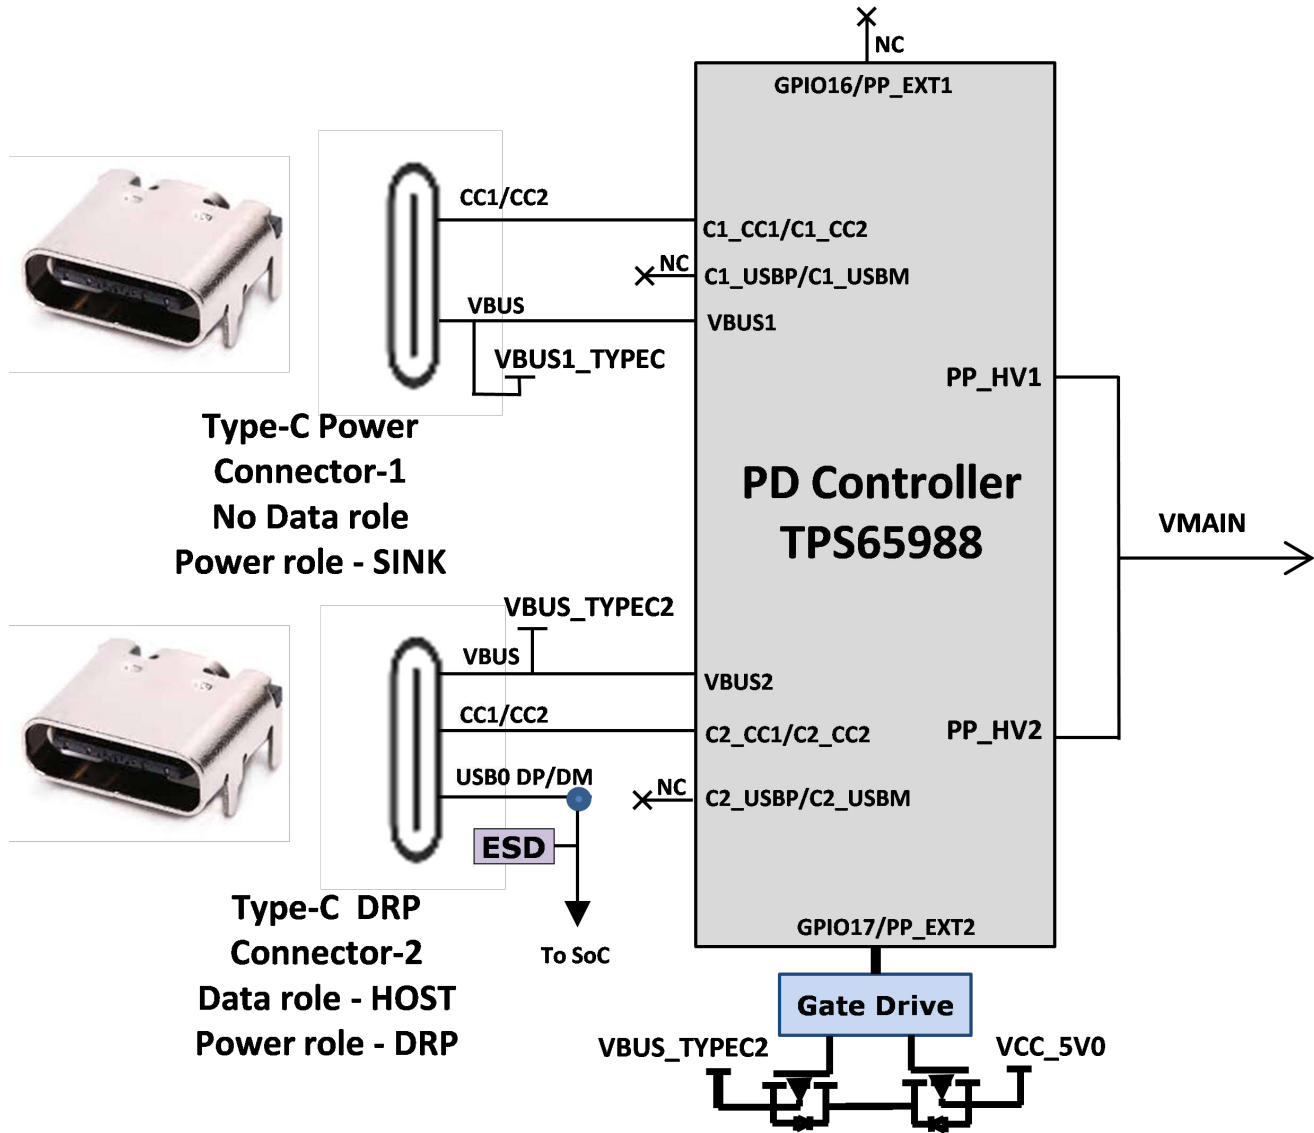 NC
GPIO16/PP_EXT1
CC1/CC2
C1_CC1/C1_CC2
NC
C1_USBP/C1_USBM
VBUS
VBUS1
VBUS1_TYPEC
PP_HV1
Type-C Power
Connector-1
No Data role
Power role - SINK
PD Controller
TPS65988
VMAIN
VBUS_TYPEC2
VBUS
VBUS2
CC1/CC2
C2_CC1/C2_CC2
PP_HV2
USB0 DP/DM
NC
C2_USBP/C2_USBM
ESD
To SoC
Type-C DRP
Connector-2
Data role - HOST
Power role - DRP
GPIO17/PP_EXT2
Gate Drive
VBUS_TYPEC2
VCC_5V0